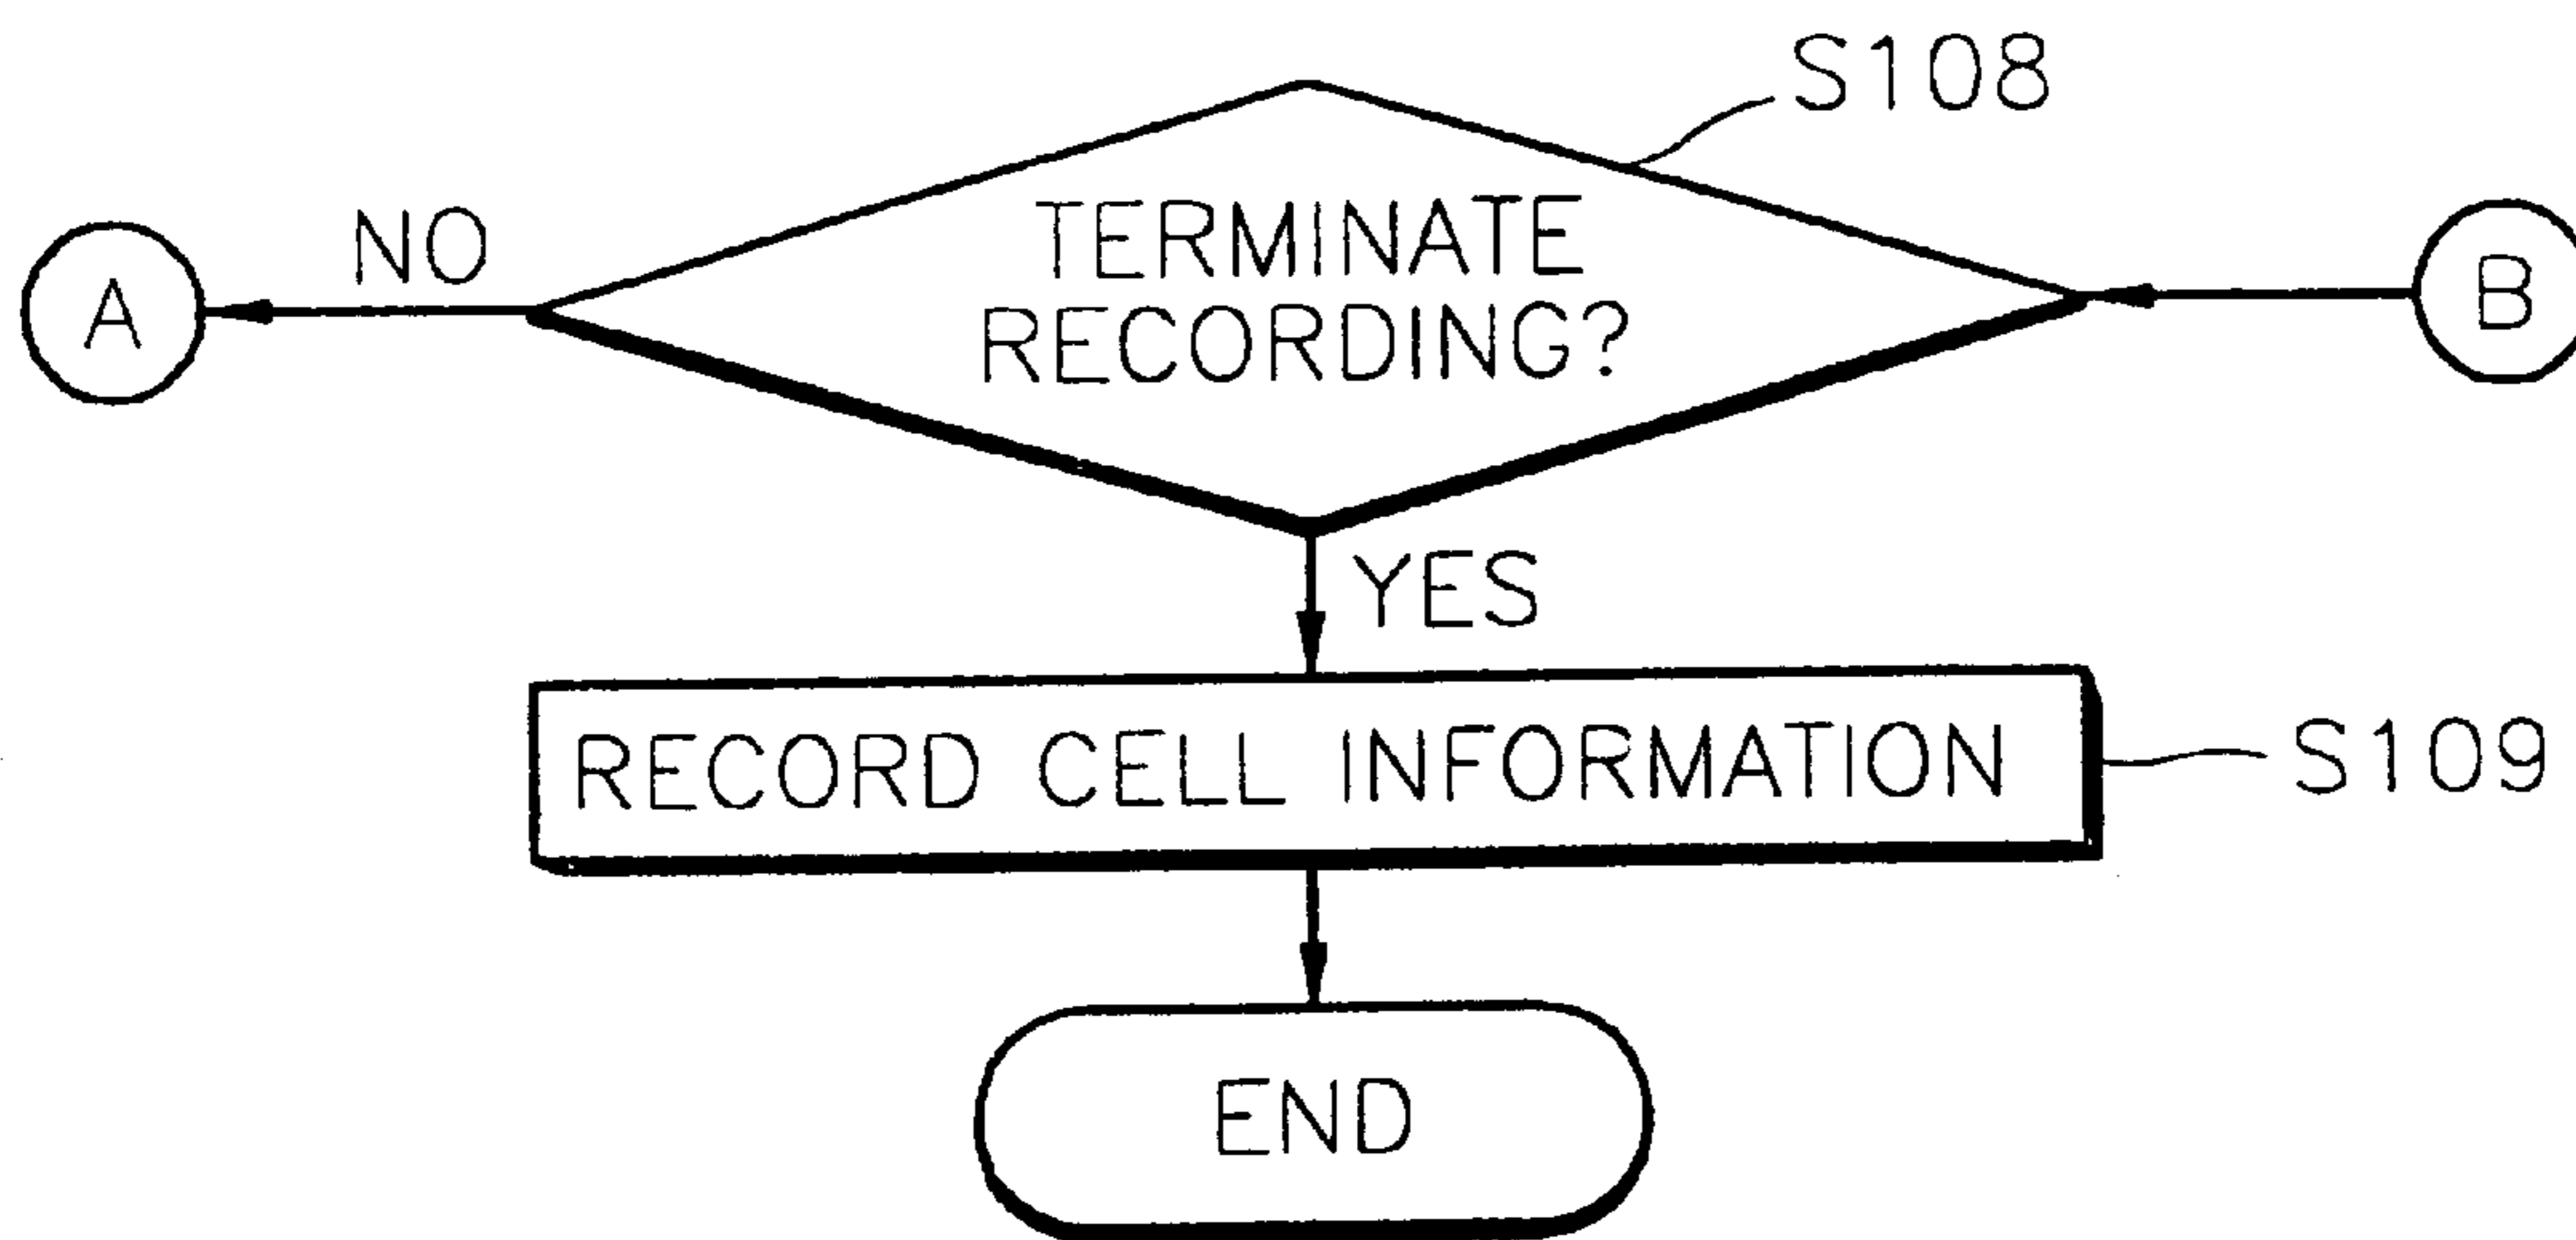 S108
TERMINATE
RECORDING?
NO
A
B
YES
RECORD CELL INFORMATION
S109
END